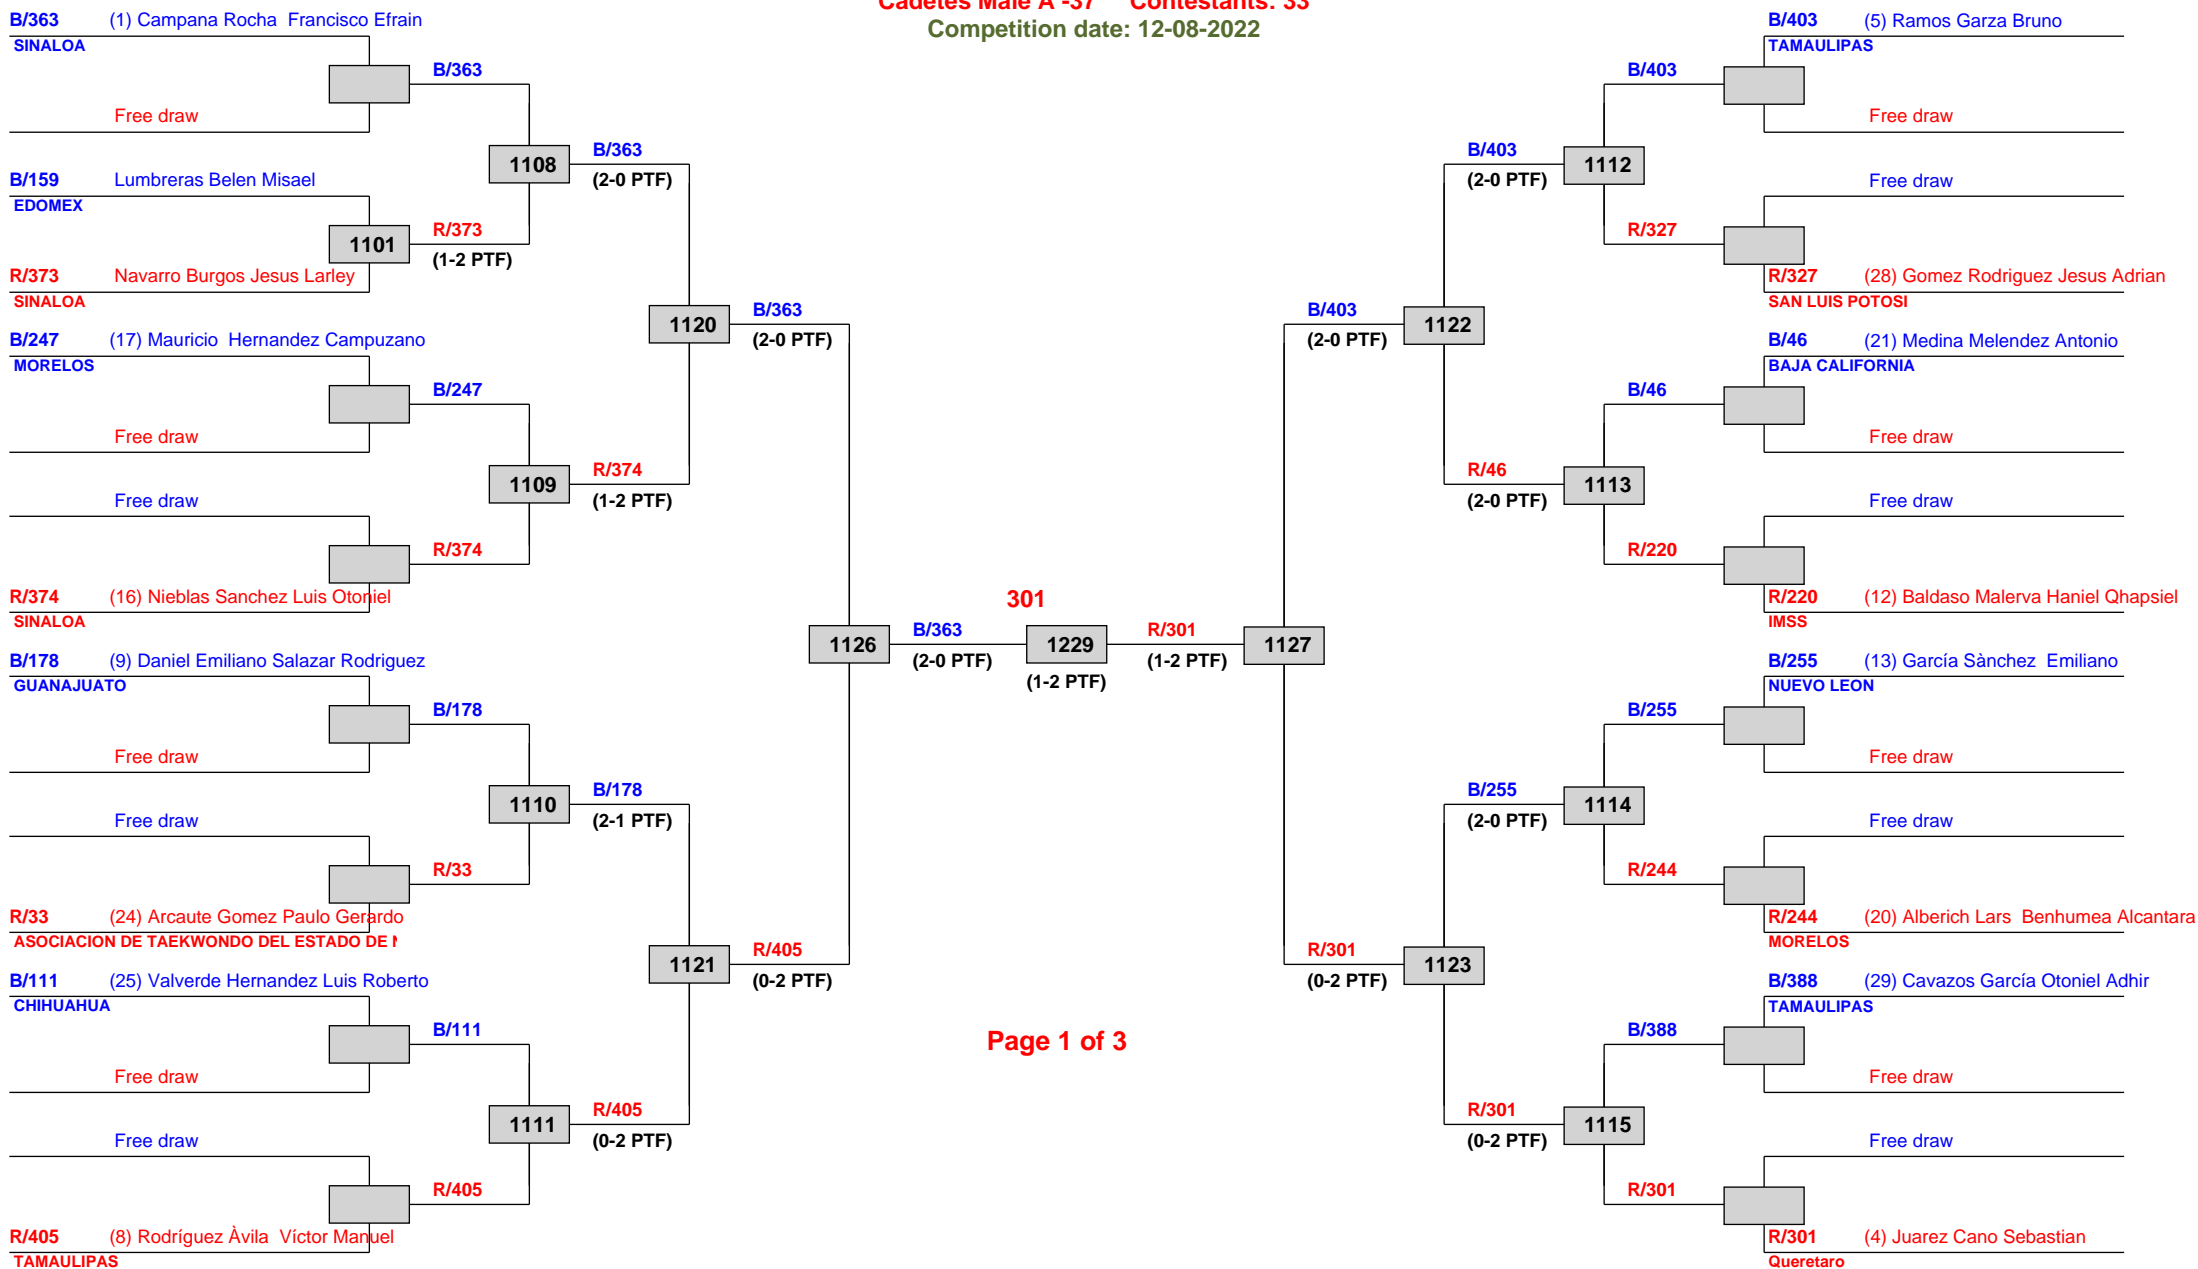 Cadetes Male A -37 Contestants: 33
Competition date: 12-08-2022
B/363 (1) Campana Rocha Francisco Efrain
SINALOA
B/363
Free draw
1108
B/363
(2-0 PTF)
B/159 Lumbreras Belen Misael
EDOMEX
1101
R/373
(1-2 PTF)
R/373 Navarro Burgos Jesus Larley
SINALOA
1120
B/363
(2-0 PTF)
B/247 (17) Mauricio Hernandez Campuzano
MORELOS
B/247
Free draw
1109
R/374
(1-2 PTF)
Free draw
R/374
R/374 (16) Nieblas Sanchez Luis Otoniel
SINALOA
1126
B/363
(2-0 PTF)
B/178 (9) Daniel Emiliano Salazar Rodriguez
GUANAJUATO
B/178
Free draw
1110
B/178
(2-1 PTF)
Free draw
R/33
R/33 (24) Arcaute Gomez Paulo Gerardo
ASOCIACION DE TAEKWONDO DEL ESTADO DE
1121
R/405
(0-2 PTF)
B/111 (25) Valverde Hernandez Luis Roberto
CHIHUAHUA
B/111
Free draw
1111
R/405
(0-2 PTF)
Free draw
R/405
R/405 (8) Rodríguez Àvila Víctor Manuel
TAMAULIPAS
301
1229
(1-2 PTF)
Page 1 of 3
B/403 (5) Ramos Garza Bruno
TAMAULIPAS
B/403
Free draw
B/403
(2-0 PTF)
1112
Free draw
R/327
R/327 (28) Gomez Rodriguez Jesus Adrian
SAN LUIS POTOSI
B/403
(2-0 PTF)
1122
B/46 (21) Medina Melendez Antonio
BAJA CALIFORNIA
B/46
Free draw
R/46
(2-0 PTF)
1113
Free draw
R/220
R/220 (12) Baldaso Malerva Haniel Qhapsiel
IMSS
R/301
(1-2 PTF)
1127
B/255 (13) García Sànchez Emiliano
NUEVO LEON
B/255
Free draw
B/255
(2-0 PTF)
1114
Free draw
R/244
R/244 (20) Alberich Lars Benhumea Alcantara
MORELOS
R/301
(0-2 PTF)
1123
B/388 (29) Cavazos García Otoniel Adhir
TAMAULIPAS
B/388
Free draw
R/301
(0-2 PTF)
1115
Free draw
R/301
R/301 (4) Juarez Cano Sebastian
Queretaro